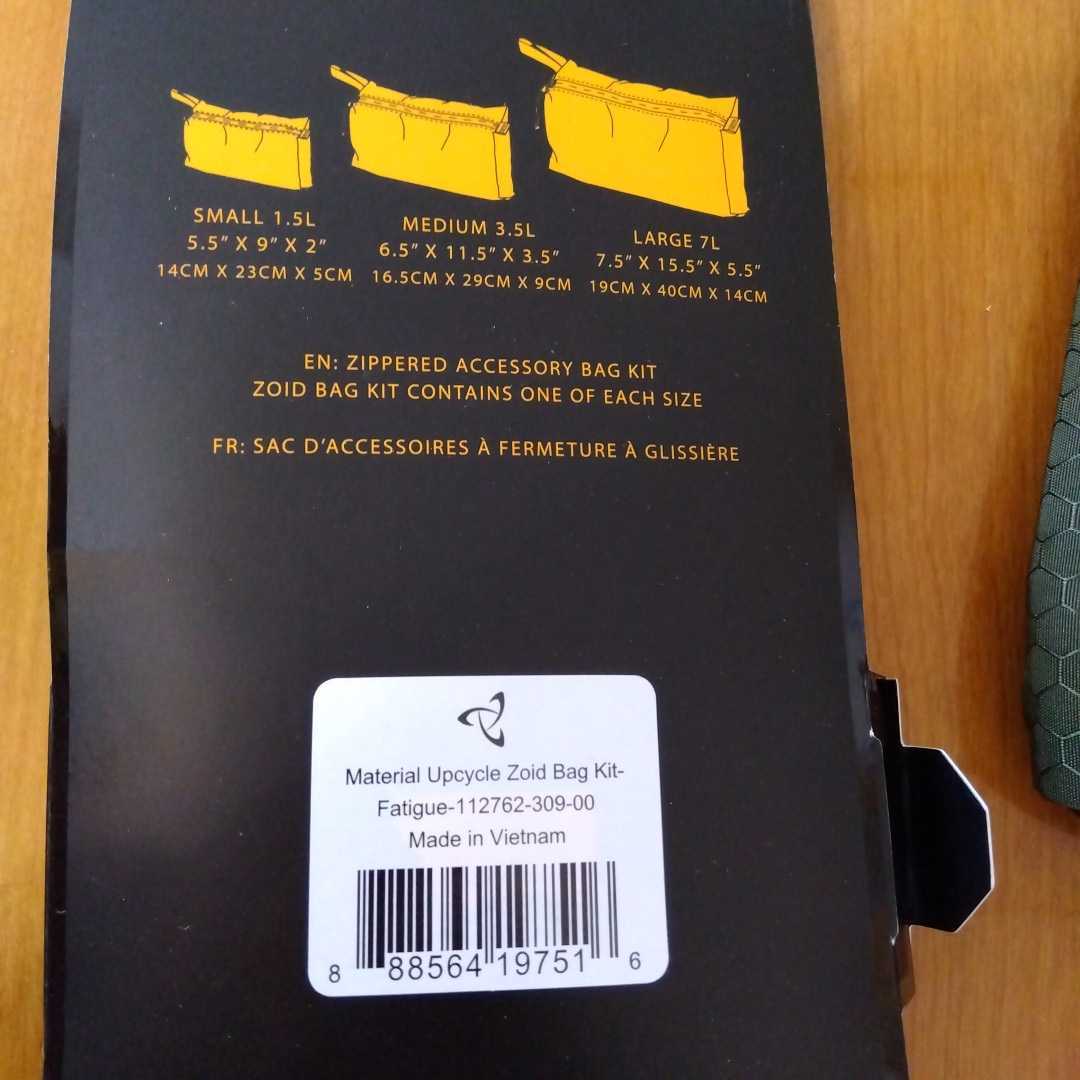 SMALL 1.5L
5.5" X 9" X 2"
14CM X 23CM X 5CM
MEDIUM 3.5L
6.5" X 11.5" X 3.5"
16.5CM X 29CM X 9CM
LARGE 7L
7.5" X 15.5" X 5.5"
19CM X 40CM X 14CM
EN: ZIPPERED ACCESSORY BAG KIT
ZOID BAG KIT CONTAINS ONE OF EACH SIZE
FR: SAC D'ACCESSOIRES À FERMETURE À GLISSIÈRE
Material Upcycle Zoid Bag Kit-
Fatigue-112762-309-00
Made in Vietnam
8 88564 19751 6